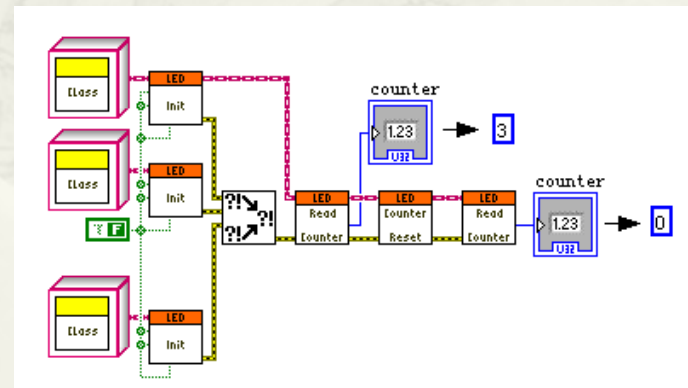 counter
LED
Class
Init
1.23
U32
3
LED
Class
Init
?!
?!
?!
LED
Read
Counter
LED
Counter
Reset
LED
Read
Counter
counter
1.23
U32
0
F
LED
Class
Init